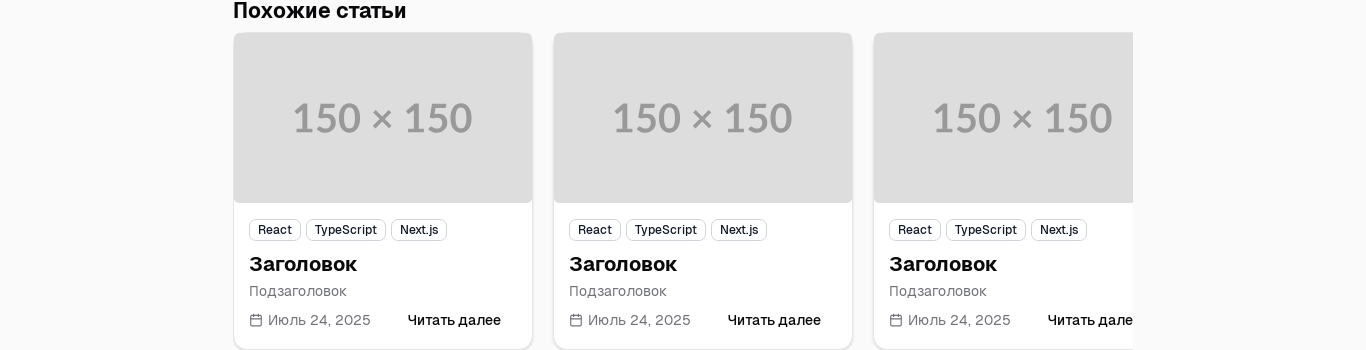 Похожие статьи
150 × 150
150 × 150
150 × 150
React TypeScript Next.js
React TypeScript Next.js
React TypeScript Next.js
Заголовок
Заголовок
Заголовок
Подзаголовок
Подзаголовок
Подзаголовок
Июль 24, 2025 Читать далее
Июль 24, 2025 Читать далее
Июль 24, 2025 Читать дале